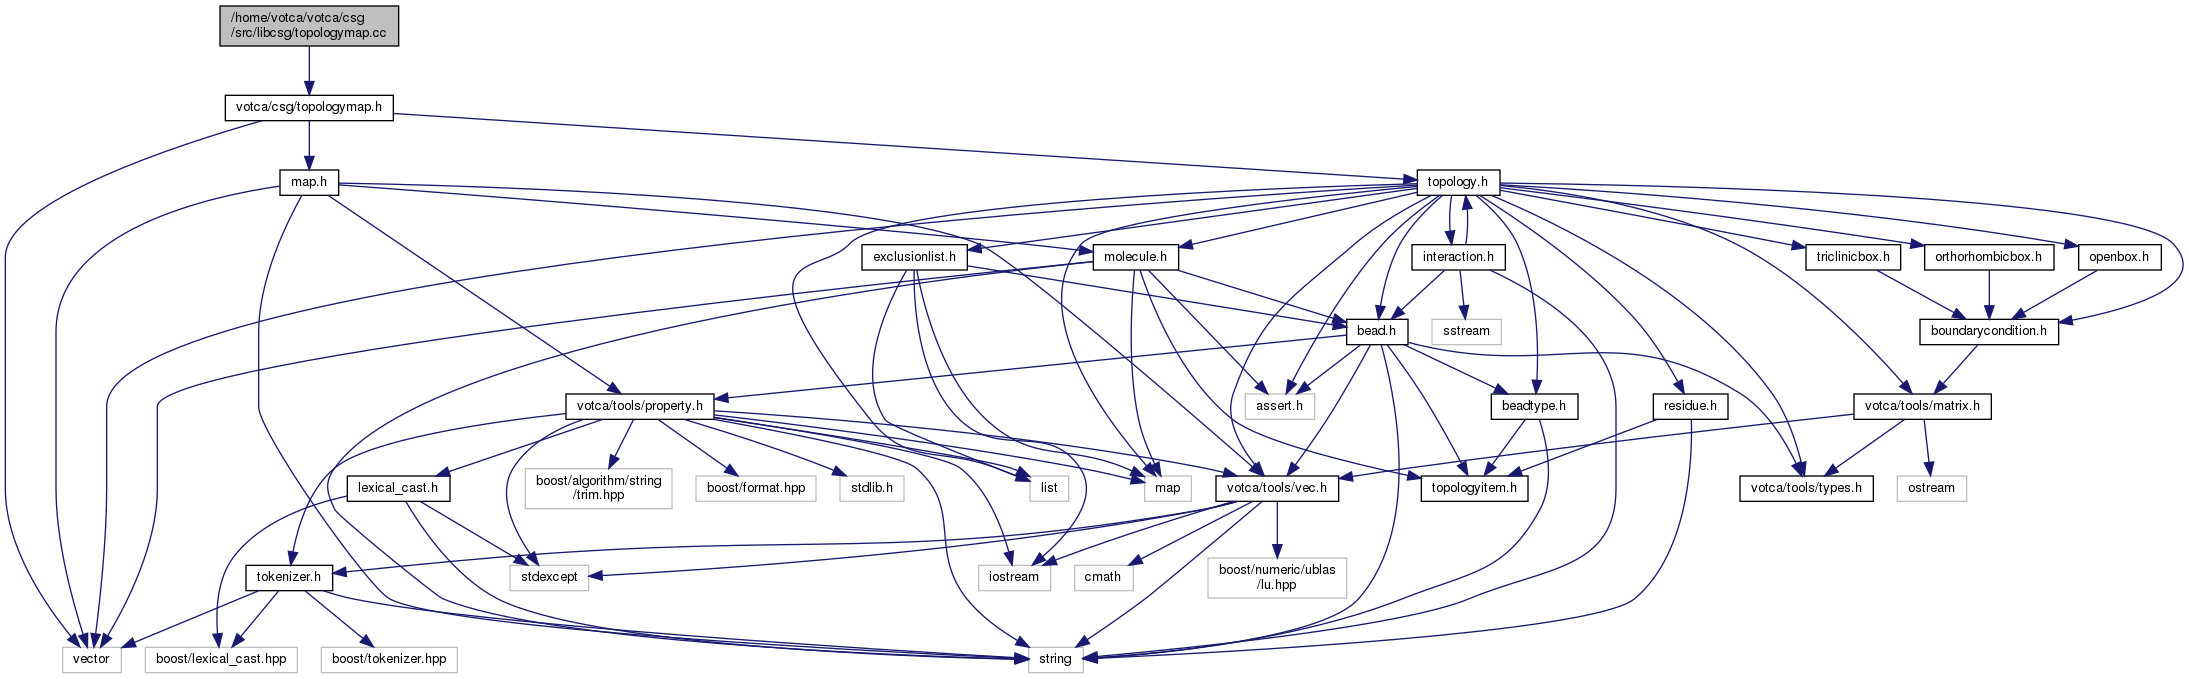 /home/votca/votca/csg
/src/libcsg/topologymap.cc
votca/csg/topologymap.h
map.h
topology.h
exclusionlist.h
molecule.h
interaction.h
triclinicbox.h
orthorhombicbox.h
openbox.h
bead.h
sstream
boundarycondition.h
votca/tools/property.h
assert.h
beadtype.h
residue.h
votca/tools/matrix.h
lexical_cast.h
boost/algorithm/string
/trim.hpp
boost/format.hpp
stdlib.h
list
map
votca/tools/vec.h
topologyitem.h
votca/tools/types.h
ostream
tokenizer.h
stdexcept
iostream
cmath
boost/numeric/ublas
/lu.hpp
vector
boost/lexical_cast.hpp
boost/tokenizer.hpp
string